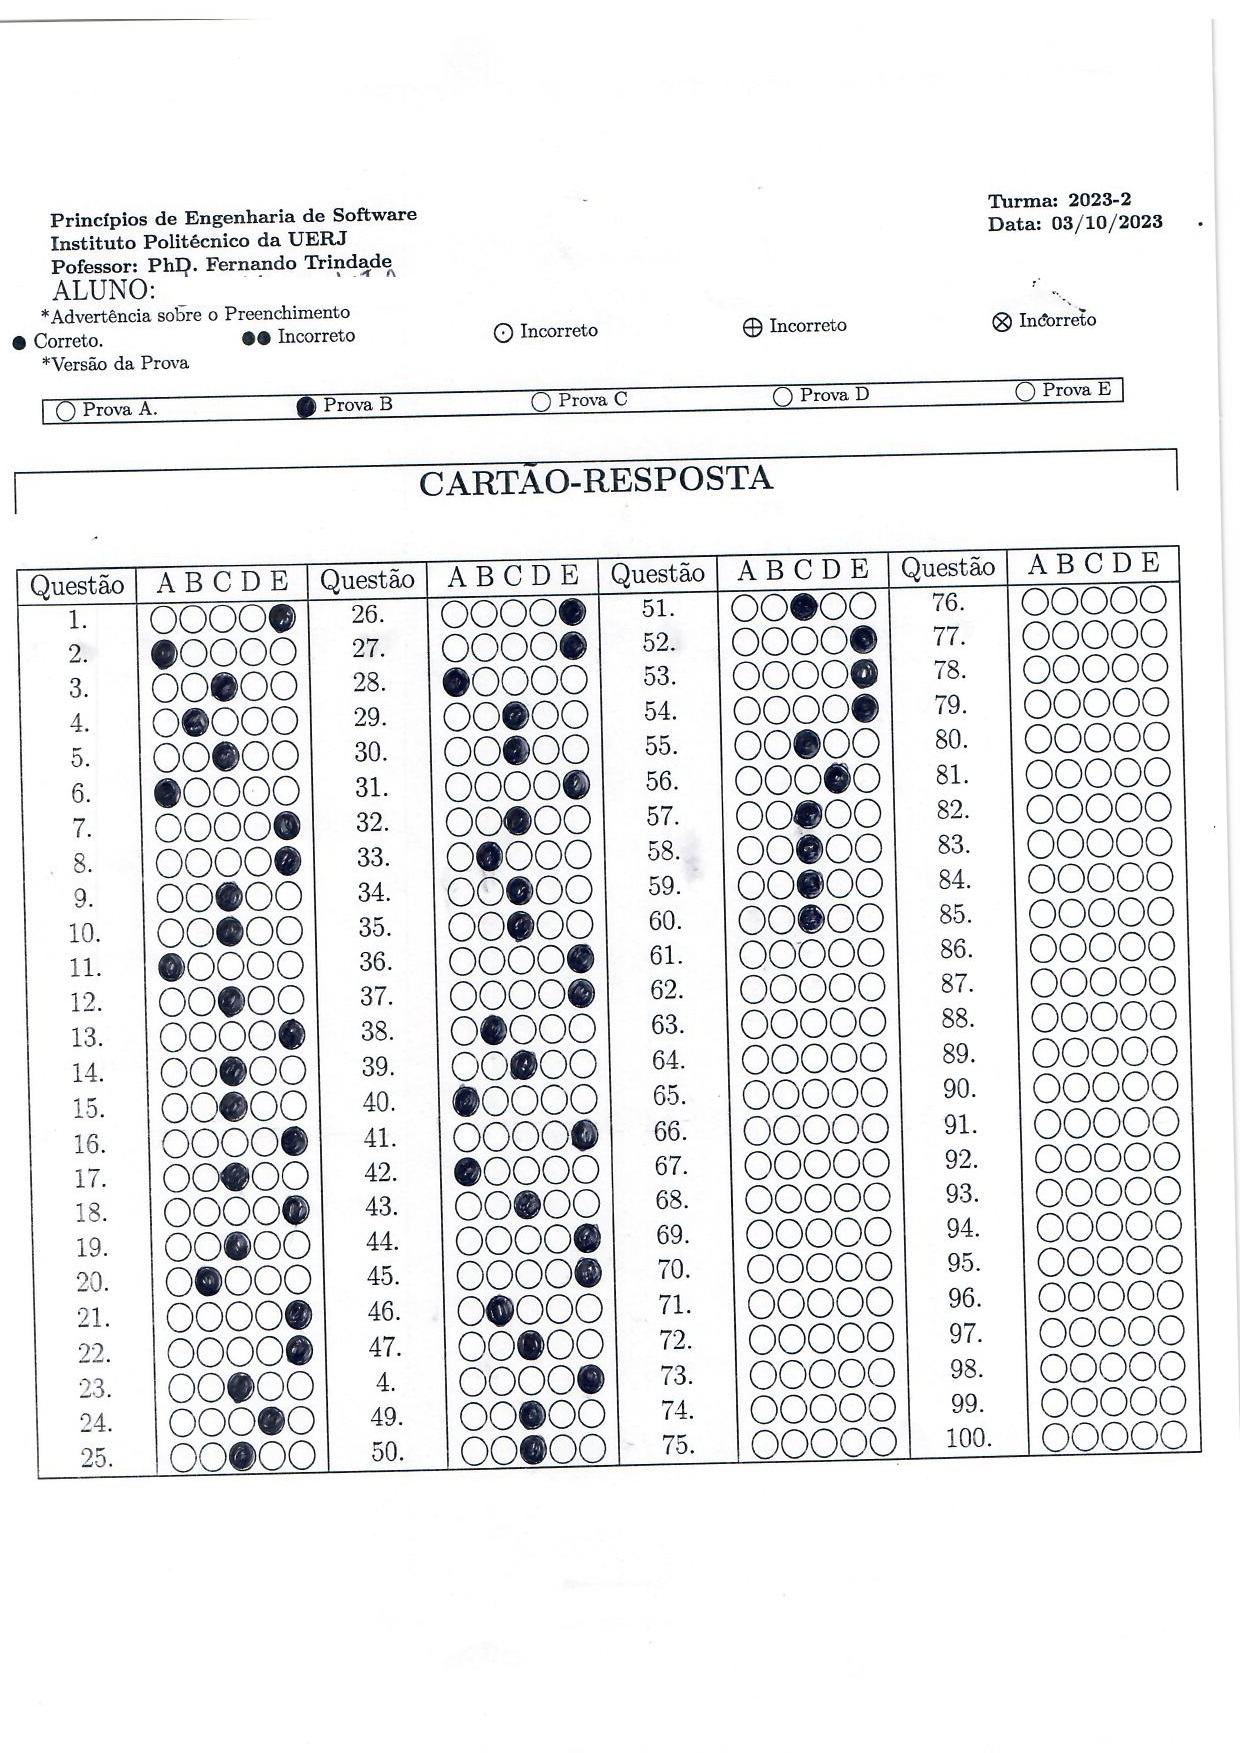 Princípios de Engenharia de Software
Instituto Politécnico da UERJ
Pofessor: PhD. Fernando Trindade
ALUNO:
Turma: 2023-2
Data: 03/10/2023
*Advertência sobre o Preenchimento
Correto. Incorreto Incorreto Incorreto Incorreto
*Versão da Prova
Prova A. Prova B Prova C Prova D Prova E
CARTÃO-RESPOSTA
Questão A B C D E Questão A B C D E Questão A B C D E Questão A B C D E
1. 26. 51. 76.
2. 27. 52. 77.
3. 28. 53. 78.
4. 29. 54. 79.
5. 30. 55. 80.
6. 31. 56. 81.
7. 32. 57. 82.
8. 33. 58. 83.
9. 34. 59. 84.
10. 35. 60. 85.
11. 36. 61. 86.
12. 37. 62. 87.
13. 38. 63. 88.
14. 39. 64. 89.
15. 40. 65. 90.
16. 41. 66. 91.
17. 42. 67. 92.
18. 43. 68. 93.
19. 44. 69. 94.
20. 45. 70. 95.
21. 46. 71. 96.
22. 47. 72. 97.
23. 4. 73. 98.
24. 49. 74. 99.
25. 50. 75. 100.